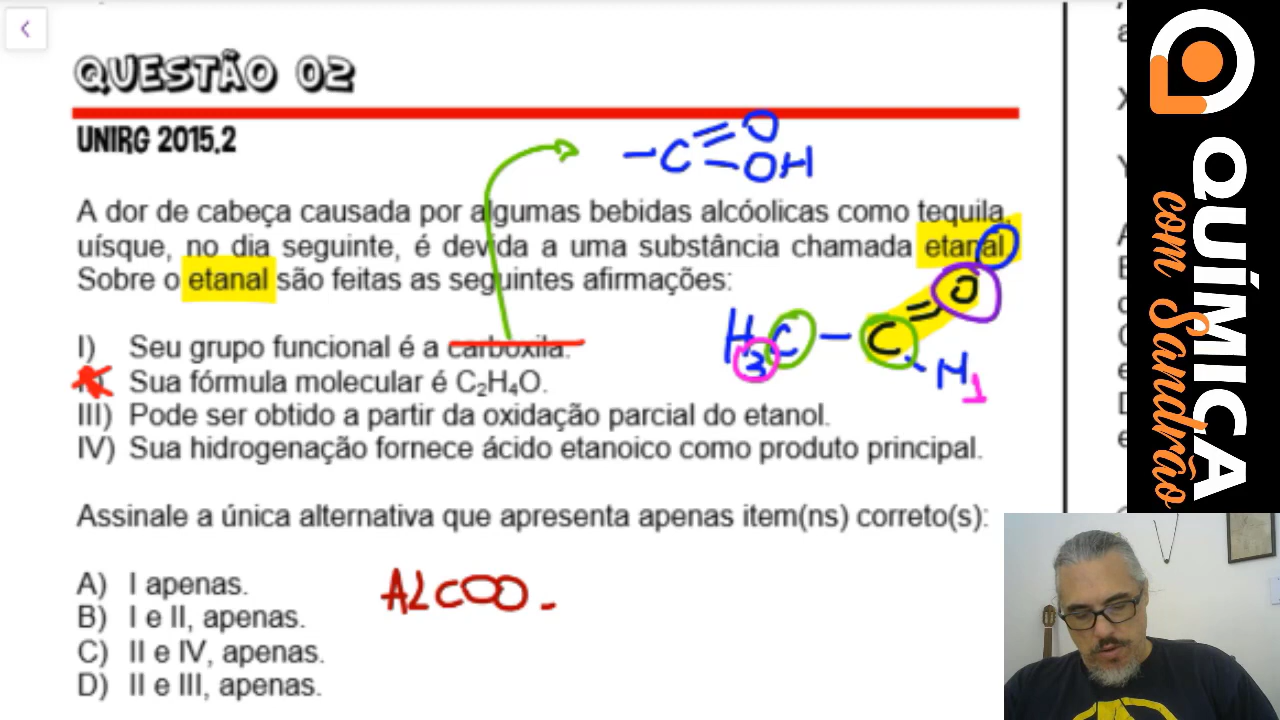 QUESTÃO 02
UNIRG 2015.2
-C=O
-OH
A dor de cabeça causada por algumas bebidas alcóolicas como tequila,
uísque, no dia seguinte, é devida a uma substância chamada etanal.
Sobre o etanal são feitas as seguintes afirmações:
H3C-C=O
H 1
I) Seu grupo funcional é a carboxila.
Sua fórmula molecular é C₂H₄O.
III) Pode ser obtido a partir da oxidação parcial do etanol.
IV) Sua hidrogenação fornece ácido etanoico como produto principal.
Assinale a única alternativa que apresenta apenas item(ns) correto(s):
A) I apenas.
B) I e II, apenas.
C) II e IV, apenas.
D) II e III, apenas.
ALCOO-
QUÍMICA
com Sandrão